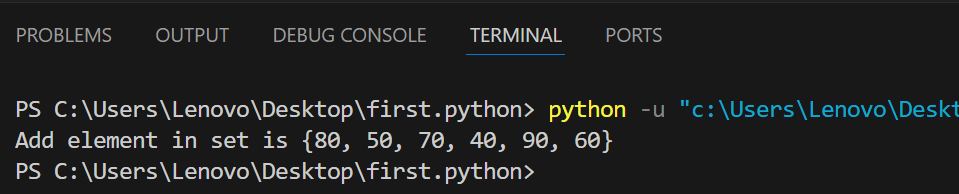 PROBLEMS OUTPUT DEBUG CONSOLE TERMINAL PORTS
PS C:\Users\Lenovo\Desktop\first.python> python -u "c:\Users\Lenovo\Deskt
Add element in set is {80, 50, 70, 40, 90, 60}
PS C:\Users\Lenovo\Desktop\first.python>